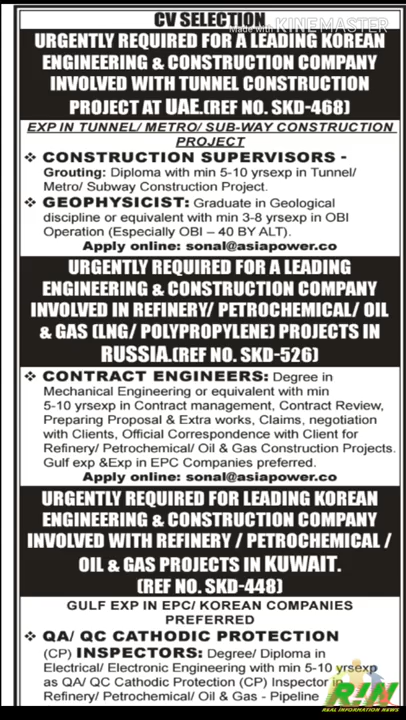 CV SELECTION
Made with KINEMASTER
URGENTLY REQUIRED FOR A LEADING KOREAN
ENGINEERING & CONSTRUCTION COMPANY
INVOLVED WITH TUNNEL CONSTRUCTION
PROJECT AT UAE.(REF NO. SKD-468)
EXP IN TUNNEL/ METRO/ SUB-WAY CONSTRUCTION
PROJECT
❖ CONSTRUCTION SUPERVISORS -
Grouting: Diploma with min 5-10 yrsexp in Tunnel/
Metro/ Subway Construction Project.
❖ GEOPHYSICIST: Graduate in Geological
discipline or equivalent with min 3-8 yrsexp in OBI
Operation (Especially OBI – 40 BY ALT).
Apply online: sonal@asiapower.co
URGENTLY REQUIRED FOR A LEADING
ENGINEERING & CONSTRUCTION COMPANY
INVOLVED IN REFINERY/ PETROCHEMICAL/ OIL
& GAS (LNG/ POLYPROPYLENE) PROJECTS IN
RUSSIA.(REF NO. SKD-526)
❖ CONTRACT ENGINEERS: Degree in
Mechanical Engineering or equivalent with min
5-10 yrsexp in Contract management, Contract Review,
Preparing Proposal & Extra works, Claims, negotiation
with Clients, Official Correspondence with Client for
Refinery/ Petrochemical/ Oil & Gas Construction Projects.
Gulf exp &Exp in EPC Companies preferred.
Apply online: sonal@asiapower.co
URGENTLY REQUIRED FOR LEADING KOREAN
ENGINEERING & CONSTRUCTION COMPANY
INVOLVED WITH REFINERY / PETROCHEMICAL /
OIL & GAS PROJECTS IN KUWAIT.
(REF NO. SKD-448)
GULF EXP IN EPC/ KOREAN COMPANIES
PREFERRED
❖ QA/ QC CATHODIC PROTECTION
(CP) INSPECTORS: Degree/ Diploma in
Electrical/ Electronic Engineering with min 5-10 yrsexp
as QA/ QC Cathodic Protection (CP) Inspector in
Refinery/ Petrochemical/ Oil & Gas - Pipeline
RIN
REAL INFORMATION NEWS